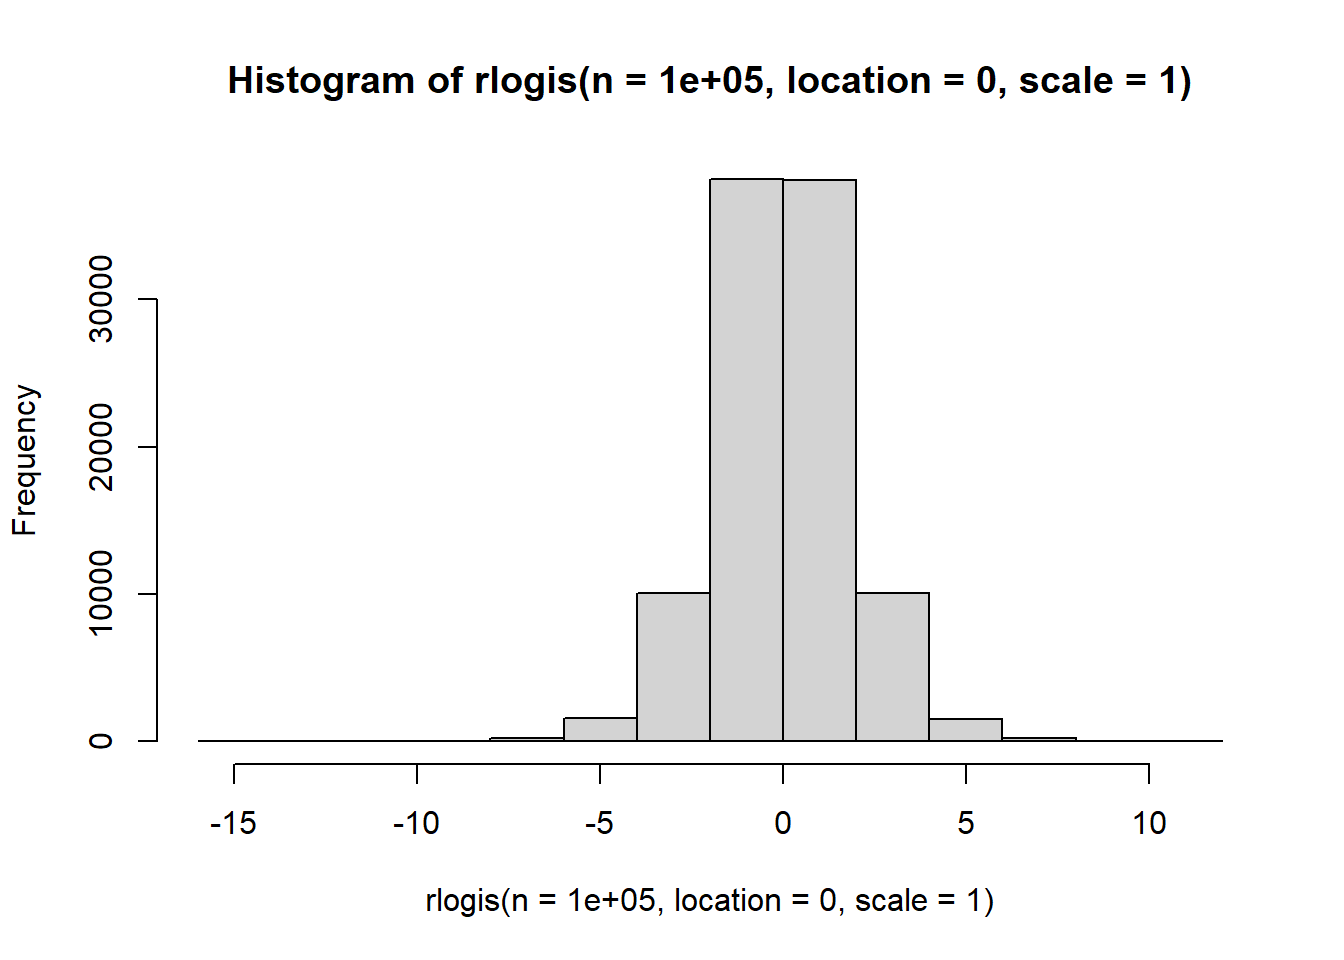 Histogram of rlogis(n = 1e+05, location = 0, scale = 1)
Frequency
30000
20000
10000
0
-15 -10 -5 0 5 10
rlogis(n = 1e+05, location = 0, scale = 1)